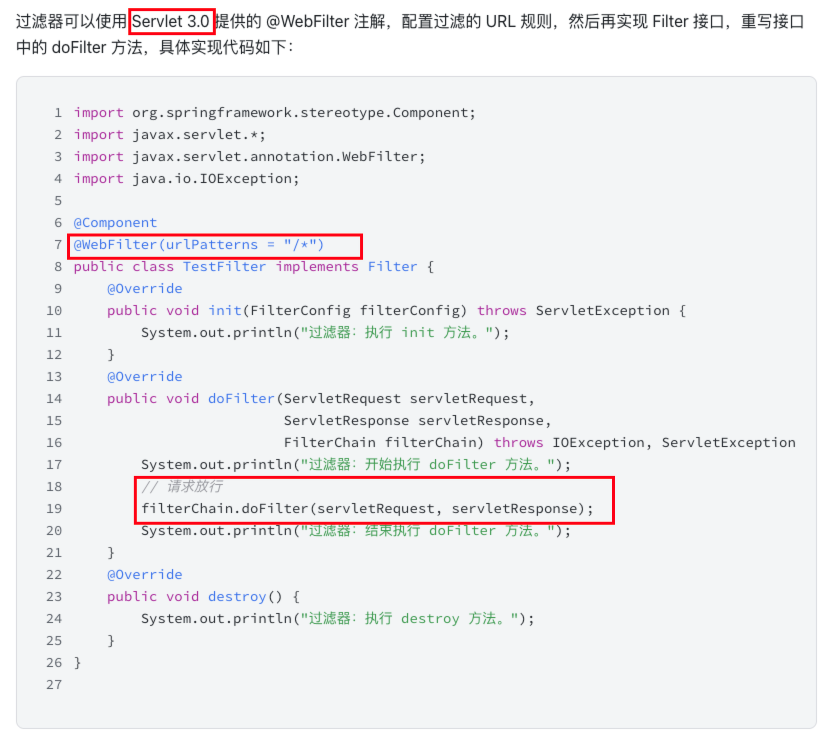 过滤器可以使用 Servlet 3.0 提供的 @WebFilter 注解，配置过滤的 URL 规则，然后再实现 Filter 接口，重写接口
中的 doFilter 方法，具体实现代码如下：
1 import org.springframework.stereotype.Component;
2 import javax.servlet.*;
3 import javax.servlet.annotation.WebFilter;
4 import java.io.IOException;
5
6 @Component
7 @WebFilter(urlPatterns = "/*")
8 public class TestFilter implements Filter {
9     @Override
10     public void init(FilterConfig filterConfig) throws ServletException {
11         System.out.println("过滤器：执行 init 方法。");
12     }
13     @Override
14     public void doFilter(ServletRequest servletRequest,
15                          ServletResponse servletResponse,
16                          FilterChain filterChain) throws IOException, ServletException
17         System.out.println("过滤器：开始执行 doFilter 方法。");
18         // 请求放行
19         filterChain.doFilter(servletRequest, servletResponse);
20         System.out.println("过滤器：结束执行 doFilter 方法。");
21     }
22     @Override
23     public void destroy() {
24         System.out.println("过滤器：执行 destroy 方法。");
25     }
26 }
27